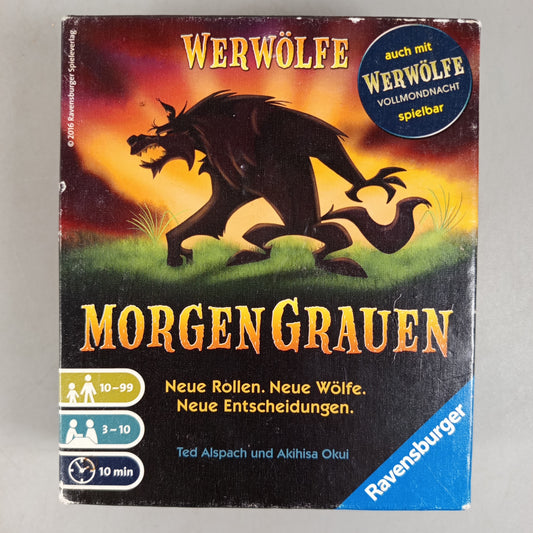 WERWÖLFE
auch mit
WERWÖLFE
VOLLMONDNACHT
spielbar
© 2016 Ravensburger Spieleverlag
MORGENGRAUEN
Neue Rollen. Neue Wölfe.
Neue Entscheidungen.
Ted Alspach und Akihisa Okui
10–99
3–10
10 min
Ravensburger